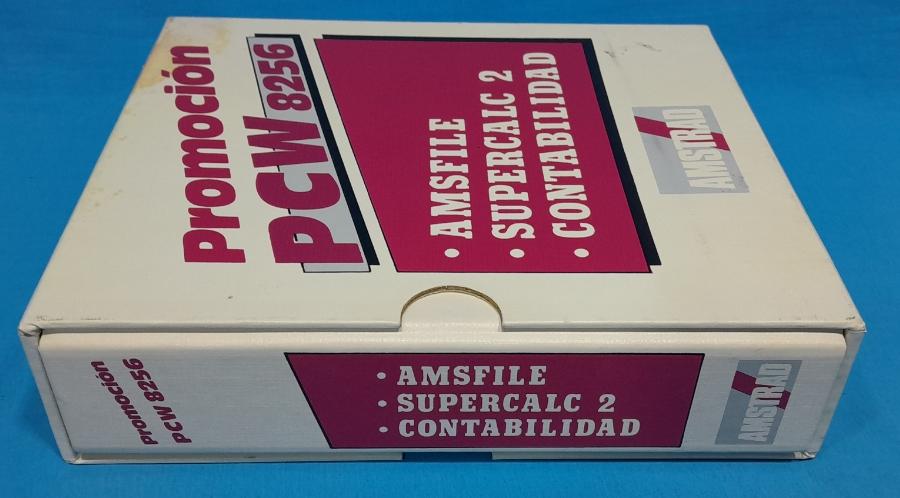 Promoción
PCW 8256
• AMSFILE
• SUPERCALC 2
• CONTABILIDAD
AMSTRAD
Promoción
PCW 8256
• AMSFILE
• SUPERCALC 2
• CONTABILIDAD
AMSTRAD